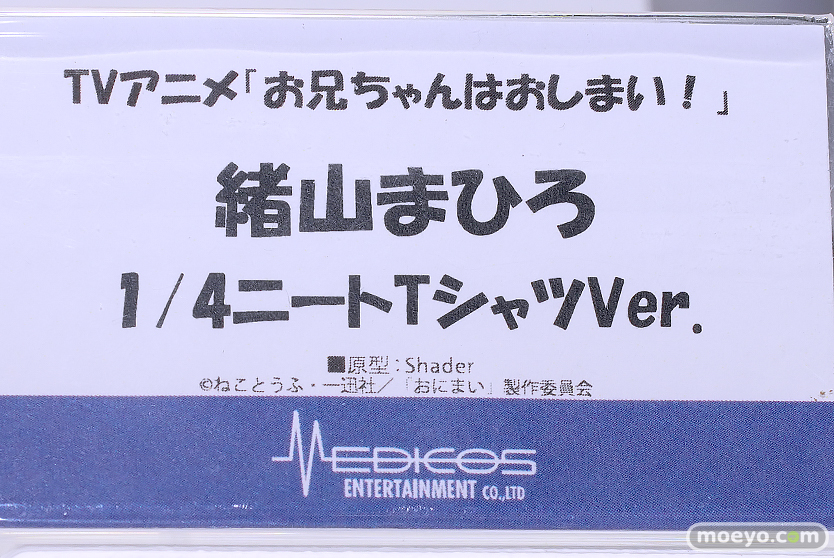 TVアニメ「お兄ちゃんはおしまい！」
緒山まひろ
1/4ニートTシャツVer.
■原型：Shader
©ねことうふ・一迅社／「おにまい」製作委員会
MEDICOS
ENTERTAINMENT CO.,LTD
moeyo.com